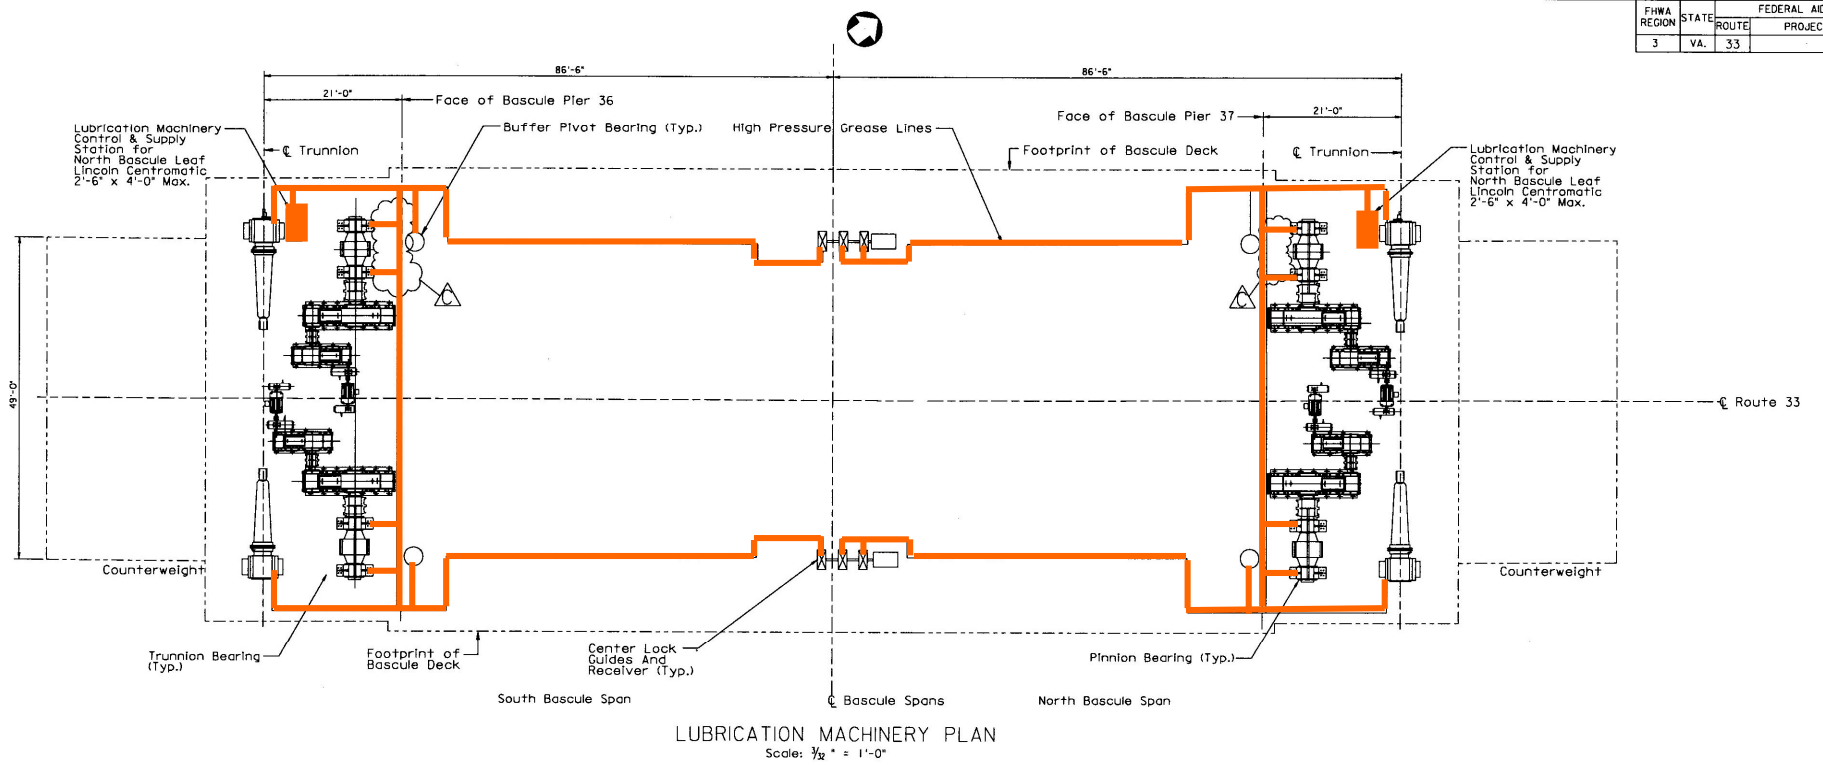 FEDERAL AID
FHWA
REGION
STATE
ROUTE
PROJEC
3
VA.
33
86'-6"
86'-6"
21'-0"
Face of Bascule Pier 36
21'-0"
Face of Bascule Pier 37
Lubrication Machinery
Control & Supply
Station for
North Bascule Leaf
Lincoln Centromatic
2'-6" x 4'-0" Max.
Buffer Pivot Bearing (Typ.)
High Pressure Grease Lines
℄ Trunnion
Footprint of Bascule Deck
℄ Trunnion
Lubrication Machinery
Control & Supply
Station for
North Bascule Leaf
Lincoln Centromatic
2'-6" x 4'-0" Max.
C
C
49'-0"
℄ Route 33
Counterweight
Counterweight
Trunnion Bearing
(Typ.)
Footprint of
Bascule Deck
Center Lock
Guides And
Receiver (Typ.)
Pinnion Bearing (Typ.)
South Bascule Span
℄ Bascule Spans
North Bascule Span
LUBRICATION MACHINERY PLAN
Scale: 3/32 " = 1'-0"